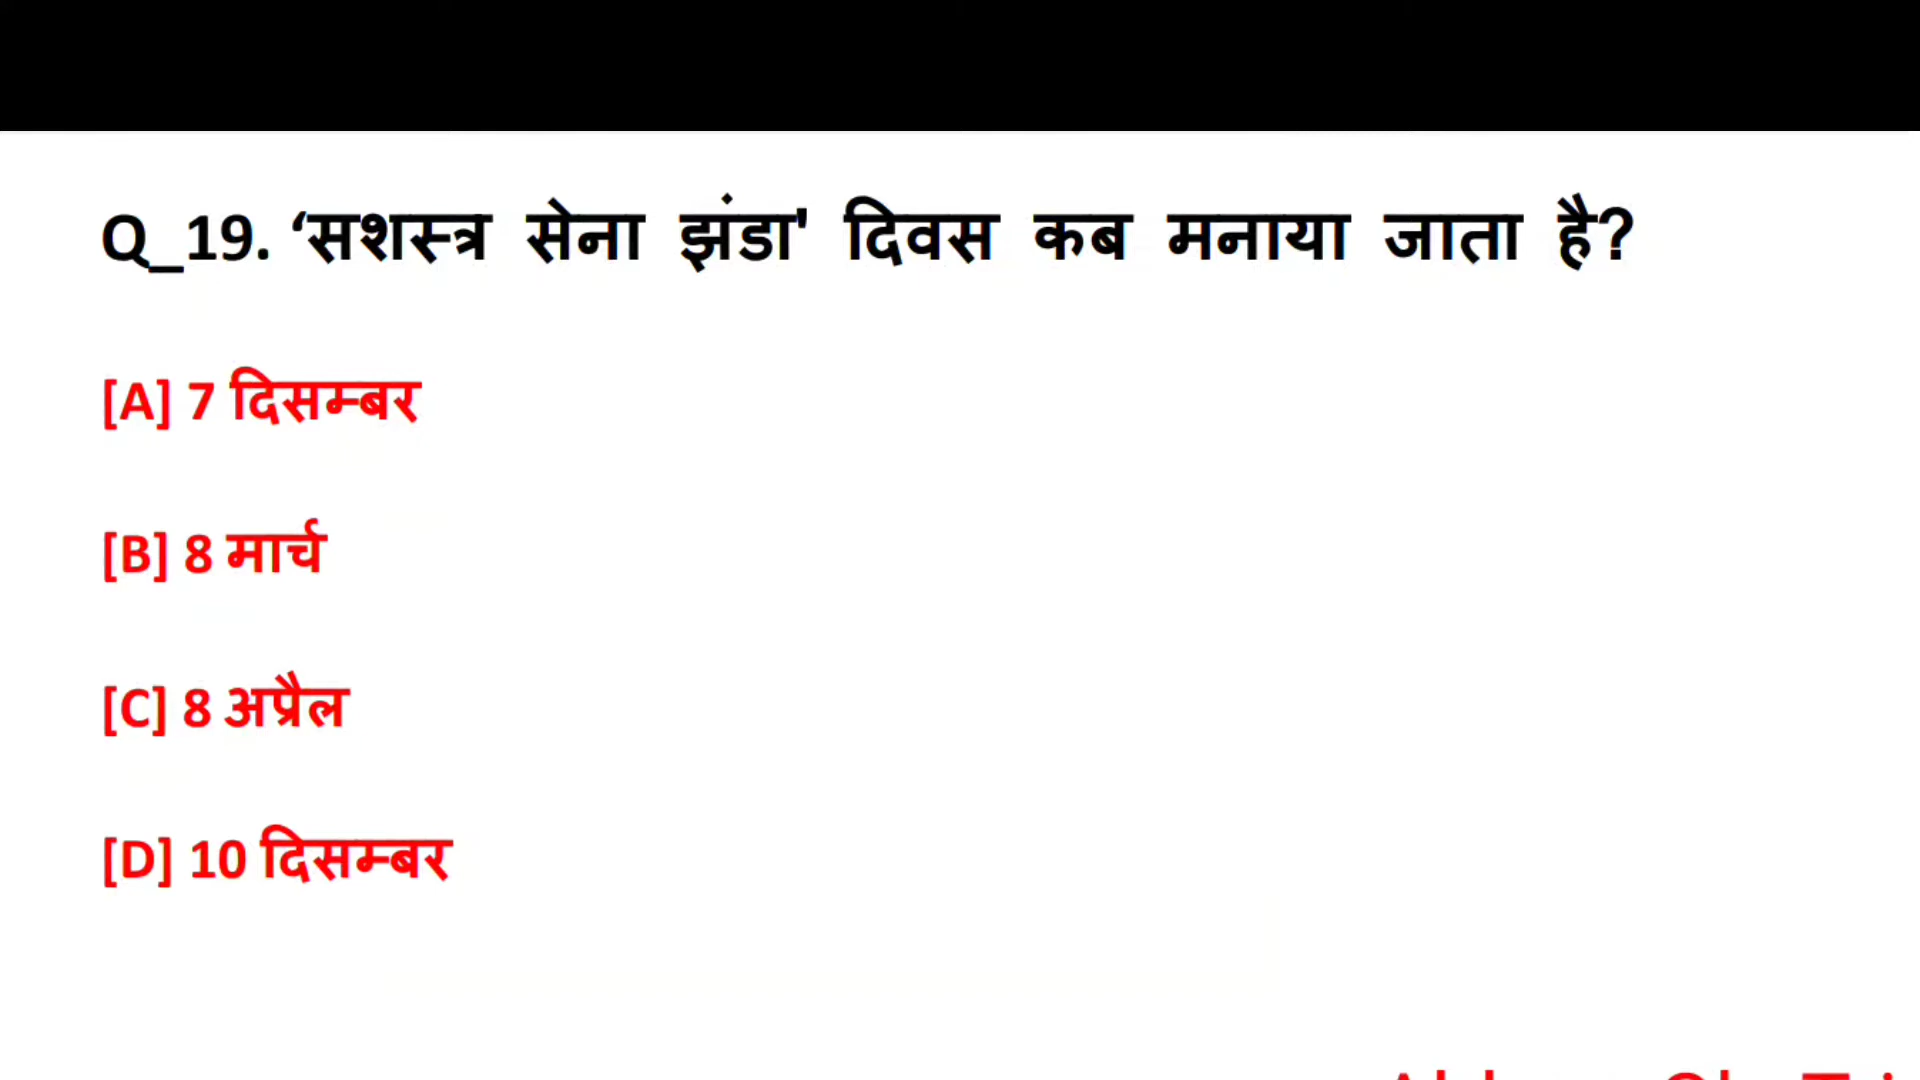 Q_19. ‘सशस्त्र सेना झंडा' दिवस कब मनाया जाता है?
[A] 7 दिसम्बर
[B] 8 मार्च
[C] 8 अप्रैल
[D] 10 दिसम्बर